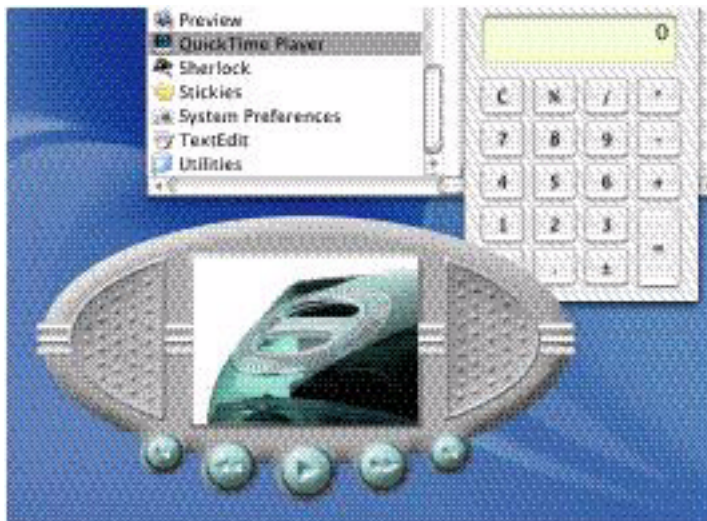 Preview
QuickTime Player
Sherlock
Stickies
System Preferences
TextEdit
Utilities
0
C % / *
7 8 9 -
4 5 6 +
1 2 3
. ± =